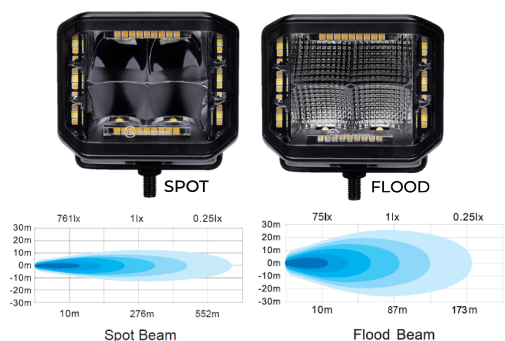 SPOT
FLOOD
761lx 1lx 0.25lx
30m
20m
10m
0m
-10m
-20m
-30m
10m 276m 552m
Spot Beam
75lx 1lx 0.25lx
30m
20m
10m
0m
-10m
-20m
-30m
10m 87m 173m
Flood Beam